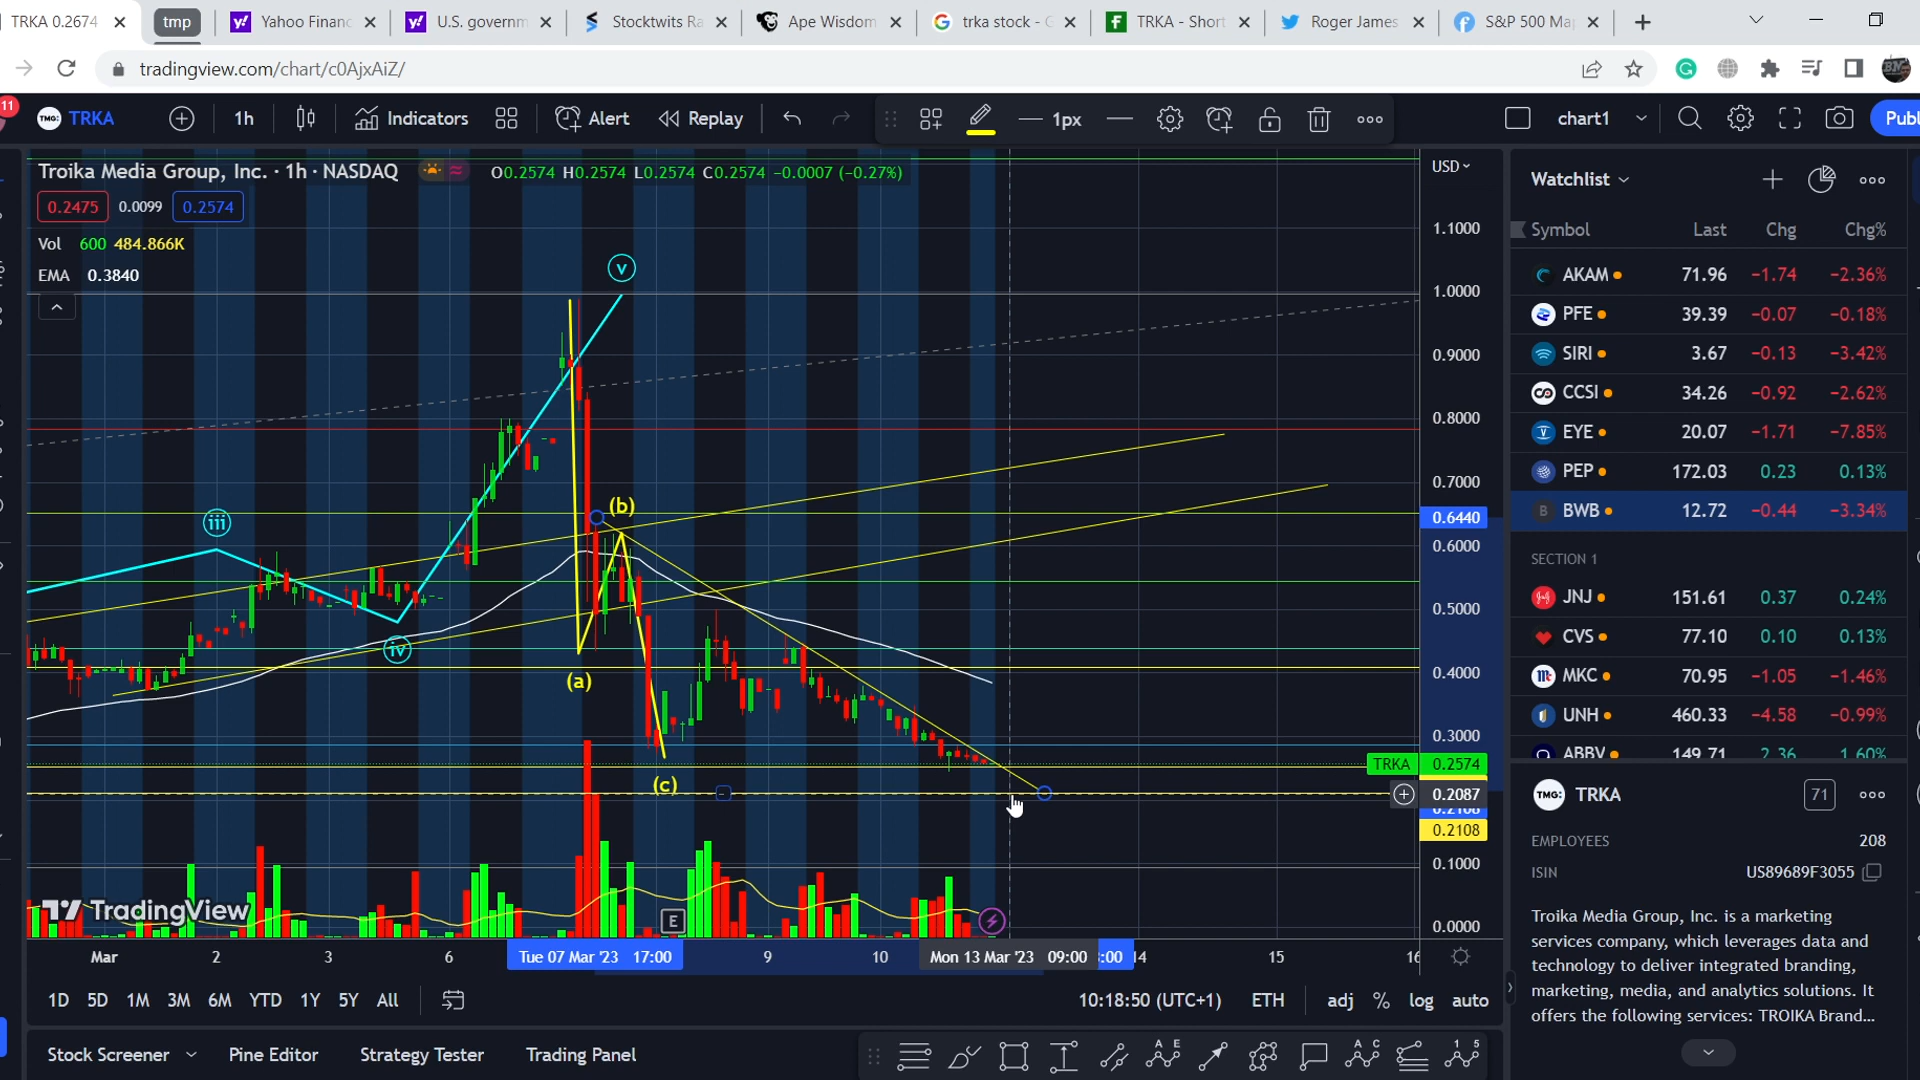 TRKA 0.2674
tmp
Yahoo Financ
U.S. governm
Stocktwits Ra
Ape Wisdom
trka stock - G
TRKA - Short
Roger James
S&P 500 Map
tradingview.com/chart/c0AjxAiZ/
11
TMG: TRKA
1h
Indicators
Alert
Replay
1px
chart1
Publ
Troika Media Group, Inc. · 1h · NASDAQ
O0.2574 H0.2574 L0.2574 C0.2574 −0.0007 (−0.27%)
0.2475 0.0099 0.2574
Vol 600 484.866K
EMA 0.3840
USD
1.1000
1.0000
0.9000
0.8000
0.7000
0.6440
0.6000
0.5000
0.4000
0.3000
TRKA 0.2574
0.2087
0.2108
0.1000
0.0000
iii
iv
v
(a)
(b)
(c)
TradingView
E
Mar 2 3 6 Tue 07 Mar '23 17:00 9 10 Mon 13 Mar '23 09:00 :00 14 15 16
1D 5D 1M 3M 6M YTD 1Y 5Y All
10:18:50 (UTC+1) ETH adj % log auto
Stock Screener Pine Editor Strategy Tester Trading Panel
Watchlist
Symbol Last Chg Chg%
AKAM 71.96 −1.74 −2.36%
PFE 39.39 −0.07 −0.18%
SIRI 3.67 −0.13 −3.42%
CCSI 34.26 −0.92 −2.62%
EYE 20.07 −1.71 −7.85%
PEP 172.03 0.23 0.13%
B BWB 12.72 −0.44 −3.34%
SECTION 1
JNJ 151.61 0.37 0.24%
CVS 77.10 0.10 0.13%
MKC 70.95 −1.05 −1.46%
UNH 460.33 −4.58 −0.99%
ABBV 149.71 2.36 1.60%
TMG: TRKA
71
EMPLOYEES 208
ISIN US89689F3055
Troika Media Group, Inc. is a marketing
services company, which leverages data and
technology to deliver integrated branding,
marketing, media, and analytics solutions. It
offers the following services: TROIKA Brand...